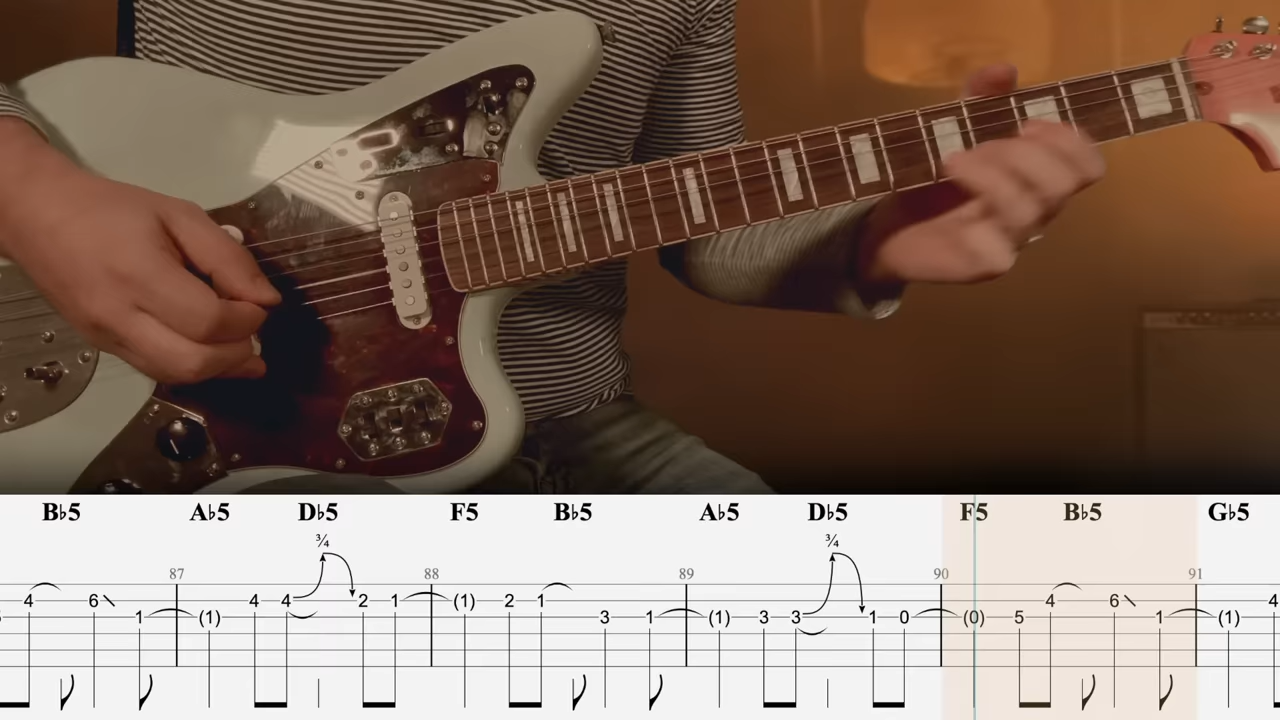 B♭5 A♭5 D♭5 F5 B♭5 A♭5 D♭5 F5 B♭5 G♭5
¾ ¾
87 88 89 90 91
4 6 4 4 2 1 (1) 2 1 4 6 4
1 (1) 3 1 (1) 3 3 1 0 (0) 5 1 (1)